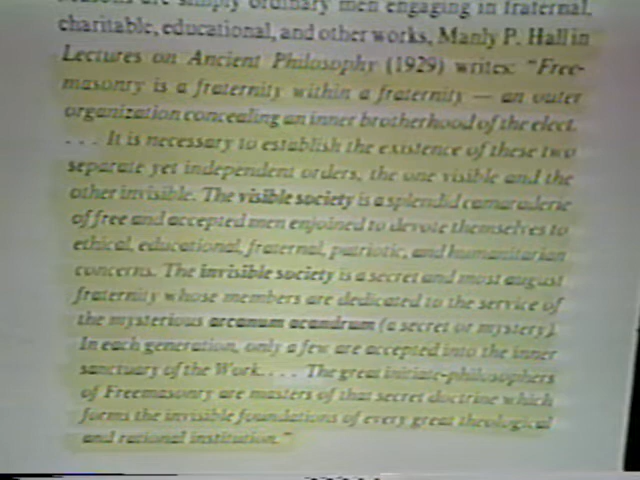 simply ordinary men engaging in fraternal,
charitable, educational, and other works, Manly P. Hall in
Lectures on Ancient Philosophy (1929) writes: "Free-
masonry is a fraternity within a fraternity — an outer
organization concealing an inner brotherhood of the elect.
. . . It is necessary to establish the existence of these two
separate yet independent orders, the one visible and the
other invisible. The visible society is a splendid camaraderie
of free and accepted men enjoined to devote themselves to
ethical, educational, fraternal, patriotic, and humanitarian
concerns. The invisible society is a secret and most august
fraternity whose members are dedicated to the service of
the mysterious arcanum acandrum (a secret or mystery).
In each generation, only a few are accepted into the inner
sanctuary of the Work. . . . The great initiate-philosophers
of Freemasonry are masters of that secret doctrine which
forms the invisible foundations of every great theological
and rational institution."